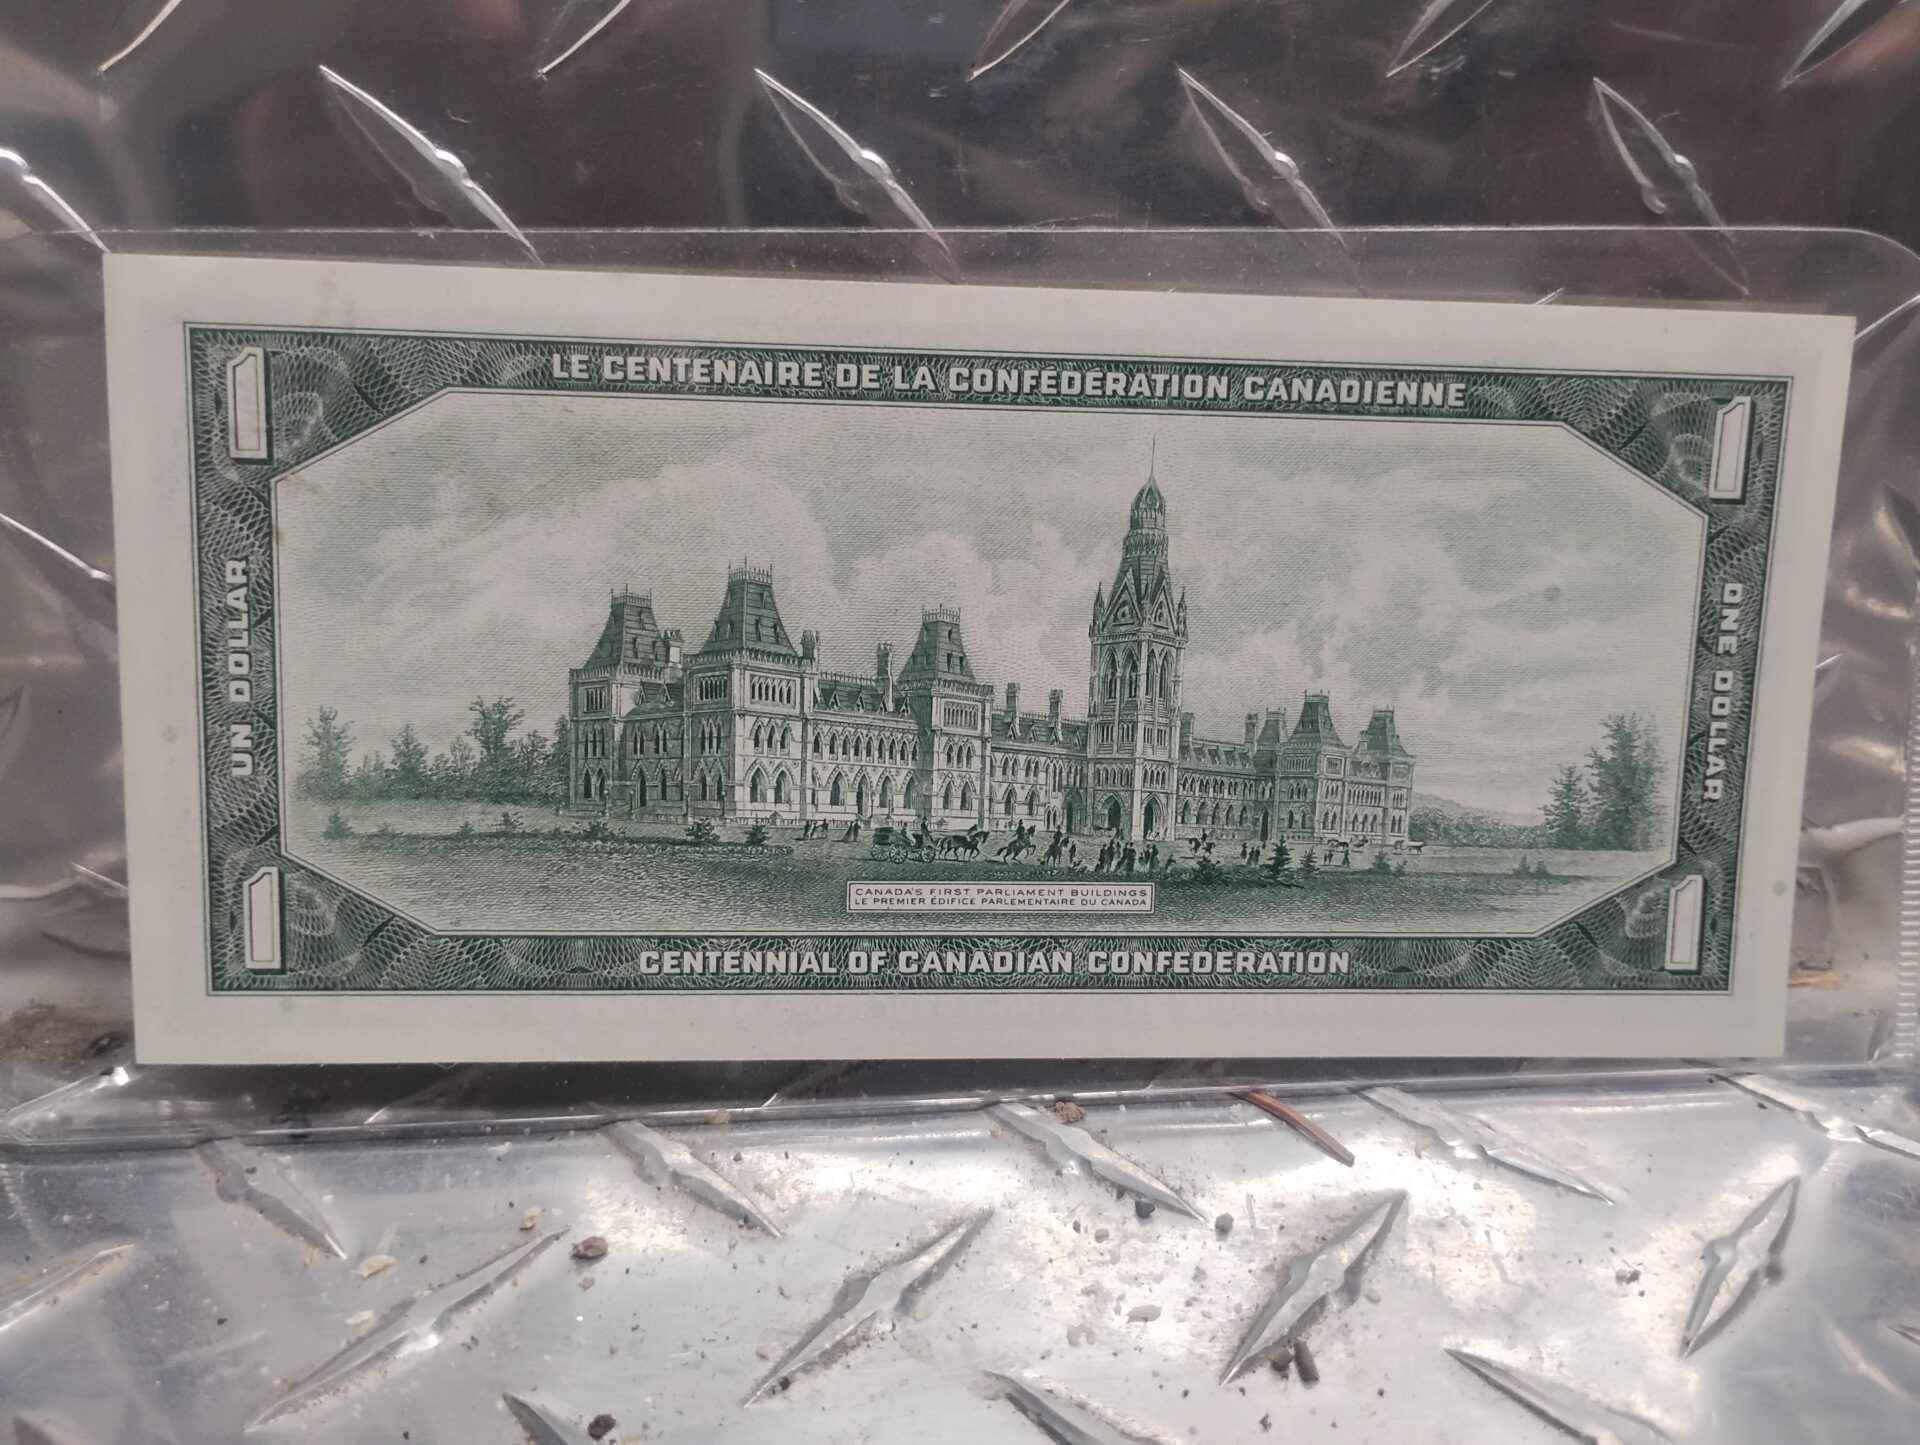 1
LE CENTENAIRE DE LA CONFÉDÉRATION CANADIENNE
1
UN DOLLAR
ONE DOLLAR
CANADA'S FIRST PARLIAMENT BUILDINGS
LE PREMIER ÉDIFICE PARLEMENTAIRE DU CANADA
1
CENTENNIAL OF CANADIAN CONFEDERATION
1